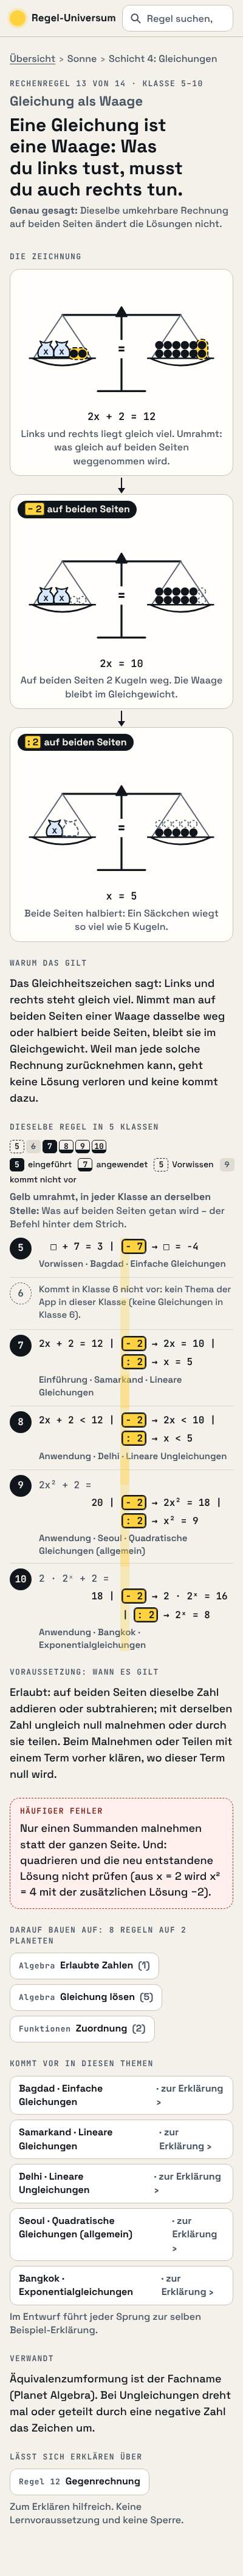 Regel-Universum
Regel suchen,
Übersicht > Sonne > Schicht 4: Gleichungen
RECHENREGEL 13 VON 14 · KLASSE 5–10
Gleichung als Waage
Eine Gleichung ist
eine Waage: Was
du links tust, musst
du auch rechts tun.
Genau gesagt: Dieselbe umkehrbare Rechnung
auf beiden Seiten ändert die Lösungen nicht.
DIE ZEICHNUNG
x x =
2x + 2 = 12
Links und rechts liegt gleich viel. Umrahmt:
was gleich auf beiden Seiten
weggenommen wird.
− 2 auf beiden Seiten
x x =
2x = 10
Auf beiden Seiten 2 Kugeln weg. Die Waage
bleibt im Gleichgewicht.
: 2 auf beiden Seiten
x =
x = 5
Beide Seiten halbiert: Ein Säckchen wiegt
so viel wie 5 Kugeln.
WARUM DAS GILT
Das Gleichheitszeichen sagt: Links und
rechts steht gleich viel. Nimmt man auf
beiden Seiten einer Waage dasselbe weg
oder halbiert beide Seiten, bleibt sie im
Gleichgewicht. Weil man jede solche
Rechnung zurücknehmen kann, geht
keine Lösung verloren und keine kommt
dazu.
DIESELBE REGEL IN 5 KLASSEN
5 6 7 8 9 10
5 eingeführt 7 angewendet 5 Vorwissen 9
kommt nicht vor
Gelb umrahmt, in jeder Klasse an derselben
Stelle: Was auf beiden Seiten getan wird – der
Befehl hinter dem Strich.
5 □ + 7 = 3 | − 7 → □ = -4
Vorwissen · Bagdad · Einfache Gleichungen
6 Kommt in Klasse 6 nicht vor: kein Thema der
App in dieser Klasse (keine Gleichungen in
Klasse 6).
7 2x + 2 = 12 | − 2 → 2x = 10 |
: 2 → x = 5
Einführung · Samarkand · Lineare
Gleichungen
8 2x + 2 < 12 | − 2 → 2x < 10 |
: 2 → x < 5
Anwendung · Delhi · Lineare Ungleichungen
9 2x² + 2 =
20 | − 2 → 2x² = 18 |
: 2 → x² = 9
Anwendung · Seoul · Quadratische
Gleichungen (allgemein)
10 2 · 2ˣ + 2 =
18 | − 2 → 2 · 2ˣ = 16
| : 2 → 2ˣ = 8
Anwendung · Bangkok ·
Exponentialgleichungen
VORAUSSETZUNG: WANN ES GILT
Erlaubt: auf beiden Seiten dieselbe Zahl
addieren oder subtrahieren; mit derselben
Zahl ungleich null malnehmen oder durch
sie teilen. Beim Malnehmen oder Teilen mit
einem Term vorher klären, wo dieser Term
null wird.
HÄUFIGER FEHLER
Nur einen Summanden malnehmen
statt der ganzen Seite. Und:
quadrieren und die neu entstandene
Lösung nicht prüfen (aus x = 2 wird x²
= 4 mit der zusätzlichen Lösung −2).
DARAUF BAUEN AUF: 8 REGELN AUF 2
PLANETEN
Algebra Erlaubte Zahlen (1)
Algebra Gleichung lösen (5)
Funktionen Zuordnung (2)
KOMMT VOR IN DIESEN THEMEN
Bagdad · Einfache
Gleichungen
· zur Erklärung
>
Samarkand · Lineare
Gleichungen
· zur
Erklärung >
Delhi · Lineare
Ungleichungen
· zur Erklärung
>
Seoul · Quadratische
Gleichungen (allgemein)
· zur
Erklärung
>
Bangkok ·
Exponentialgleichungen
· zur
Erklärung >
Im Entwurf führt jeder Sprung zur selben
Beispiel-Erklärung.
VERWANDT
Äquivalenzumformung ist der Fachname
(Planet Algebra). Bei Ungleichungen dreht
mal oder geteilt durch eine negative Zahl
das Zeichen um.
LÄSST SICH ERKLÄREN ÜBER
Regel 12 Gegenrechnung
Zum Erklären hilfreich. Keine
Lernvoraussetzung und keine Sperre.